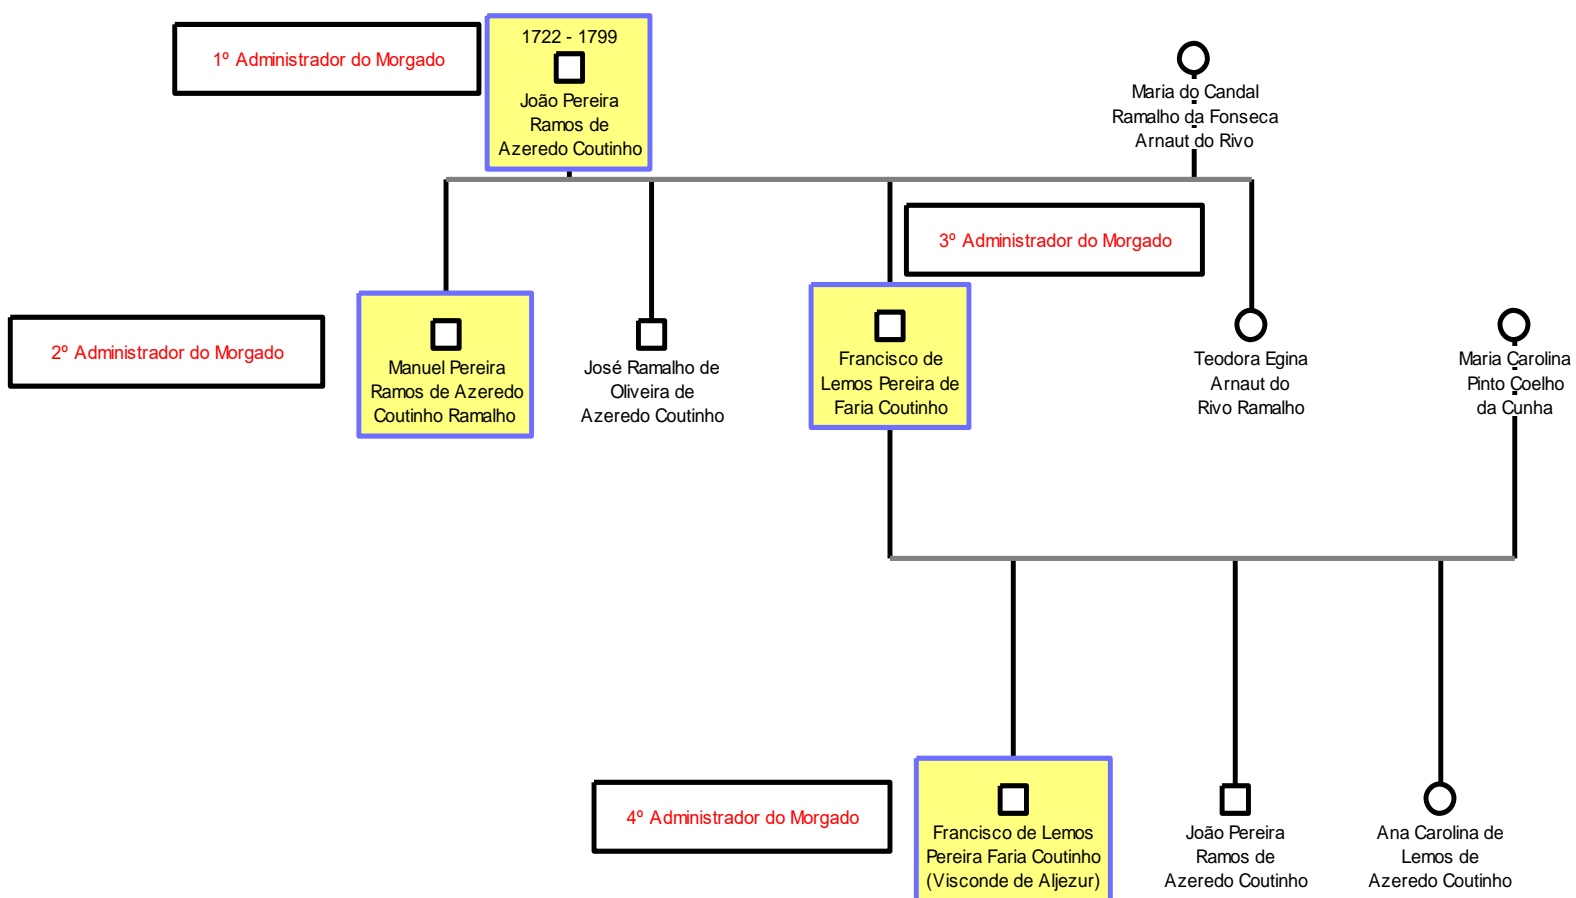 1º Administrador do Morgado
1722 - 1799
João Pereira
Ramos de
Azeredo Coutinho
Maria do Candal
Ramalho da Fonseca
Arnaut do Rivo
3º Administrador do Morgado
2º Administrador do Morgado
Manuel Pereira
Ramos de Azeredo
Coutinho Ramalho
José Ramalho de
Oliveira de
Azeredo Coutinho
Francisco de
Lemos Pereira de
Faria Coutinho
Teodora Egina
Arnaut do
Rivo Ramalho
Maria Carolina
Pinto Coelho
da Cunha
4º Administrador do Morgado
Francisco de Lemos
Pereira Faria Coutinho
(Visconde de Aljezur)
João Pereira
Ramos de
Azeredo Coutinho
Ana Carolina de
Lemos de
Azeredo Coutinho